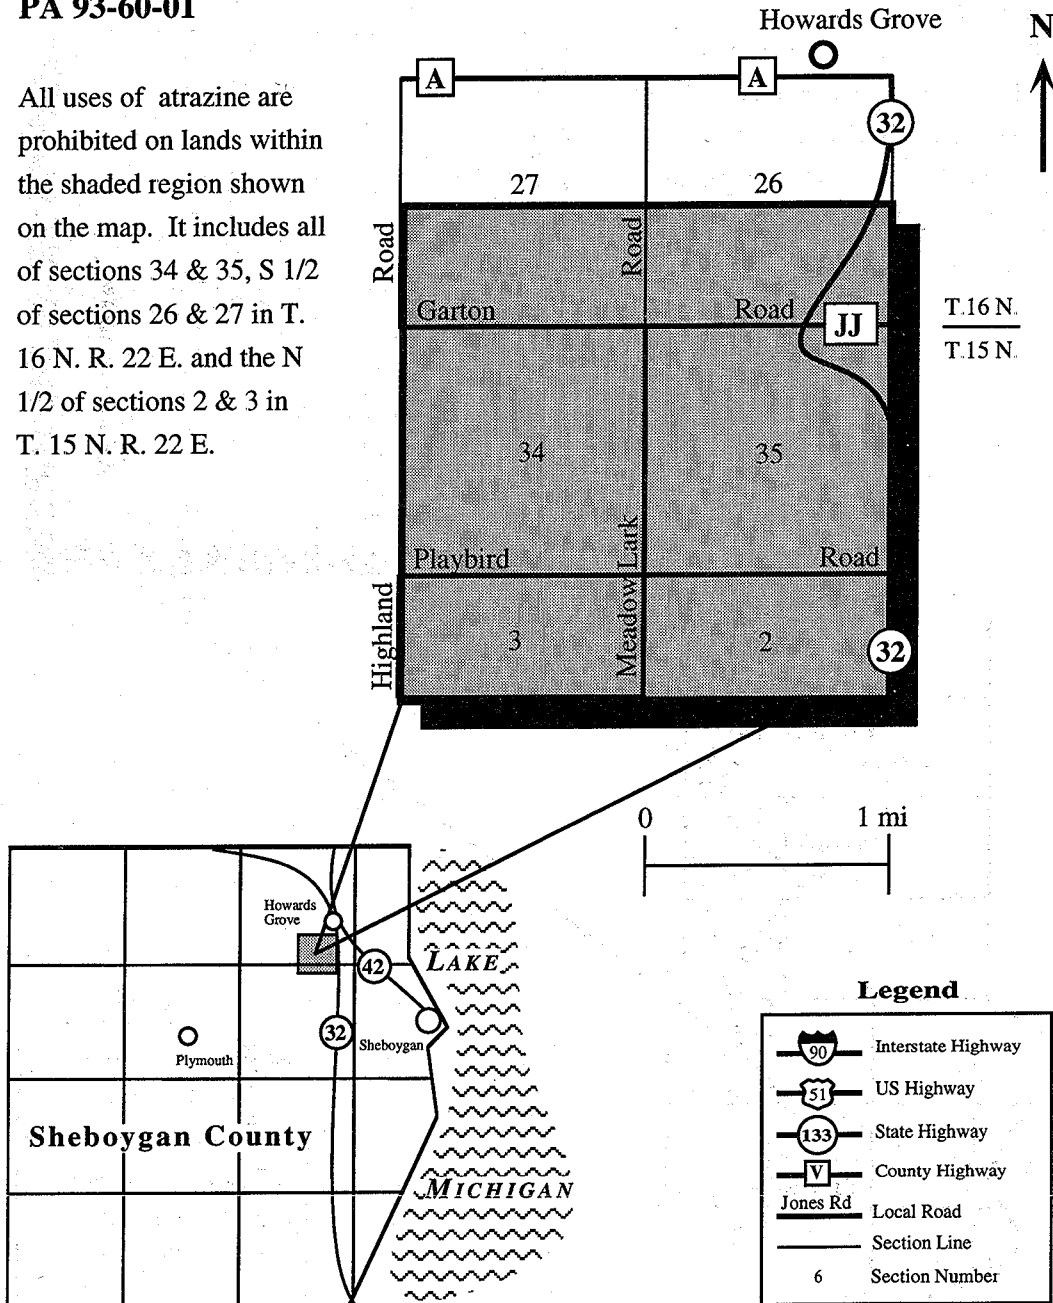 PA 93-60-01
All uses of atrazine are
prohibited on lands within
the shaded region shown
on the map. It includes all
of sections 34 & 35, S 1/2
of sections 26 & 27 in T.
16 N. R. 22 E. and the N
1/2 of sections 2 & 3 in
T. 15 N. R. 22 E.
Howards Grove
N
A
A
32
27
26
Road
Road
Garton
Road
JJ
T.16 N.
T.15 N.
34
35
Playbird
Road
Highland
Meadow Lark
3
2
32
0
1 mi
Howards
Grove
42
LAKE
32
Sheboygan
Plymouth
Sheboygan County
MICHIGAN
Legend
90 Interstate Highway
51 US Highway
133 State Highway
V County Highway
Jones Rd Local Road
Section Line
6 Section Number